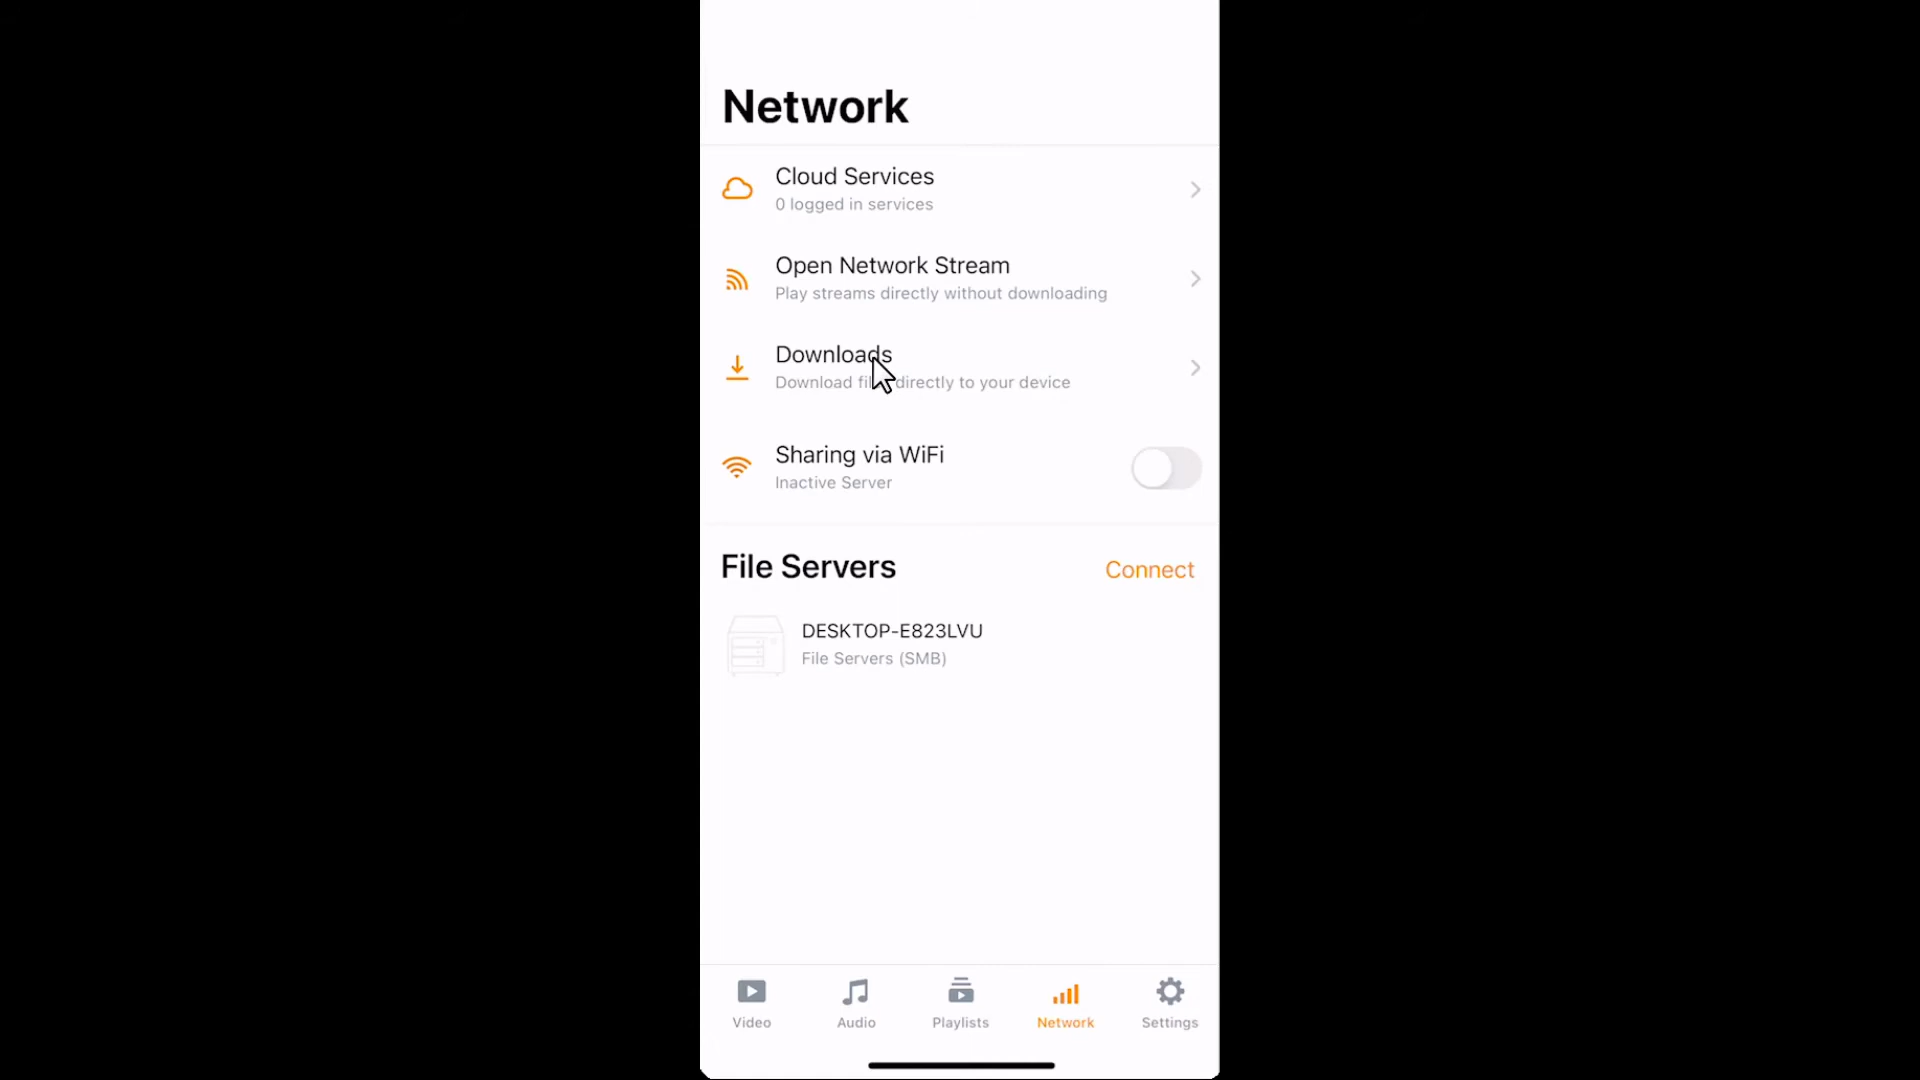 Network
Cloud Services
0 logged in services
Open Network Stream
Play streams directly without downloading
Downloads
Download files directly to your device
Sharing via WiFi
Inactive Server
File Servers
Connect
DESKTOP-E823LVU
File Servers (SMB)
Video
Audio
Playlists
Network
Settings